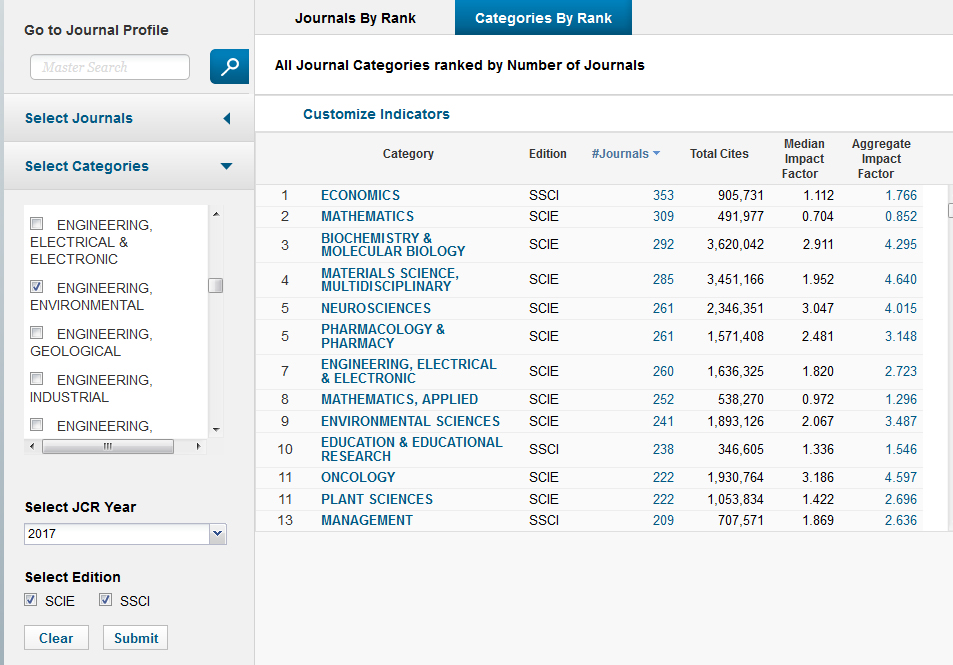 Go to Journal Profile
Master Search
Select Journals
Select Categories
ENGINEERING,
ELECTRICAL &
ELECTRONIC
ENGINEERING,
ENVIRONMENTAL
ENGINEERING,
GEOLOGICAL
ENGINEERING,
INDUSTRIAL
ENGINEERING,
Select JCR Year
2017
Select Edition
SCIE SSCI
Clear Submit
Journals By Rank Categories By Rank
All Journal Categories ranked by Number of Journals
Customize Indicators
Category Edition #Journals Total Cites Median Impact Factor Aggregate Impact Factor
1 ECONOMICS SSCI 353 905,731 1.112 1.766
2 MATHEMATICS SCIE 309 491,977 0.704 0.852
3 BIOCHEMISTRY & MOLECULAR BIOLOGY SCIE 292 3,620,042 2.911 4.295
4 MATERIALS SCIENCE, MULTIDISCIPLINARY SCIE 285 3,451,166 1.952 4.640
5 NEUROSCIENCES SCIE 261 2,346,351 3.047 4.015
5 PHARMACOLOGY & PHARMACY SCIE 261 1,571,408 2.481 3.148
7 ENGINEERING, ELECTRICAL & ELECTRONIC SCIE 260 1,636,325 1.820 2.723
8 MATHEMATICS, APPLIED SCIE 252 538,270 0.972 1.296
9 ENVIRONMENTAL SCIENCES SCIE 241 1,893,126 2.067 3.487
10 EDUCATION & EDUCATIONAL RESEARCH SSCI 238 346,605 1.336 1.546
11 ONCOLOGY SCIE 222 1,930,764 3.186 4.597
11 PLANT SCIENCES SCIE 222 1,053,834 1.422 2.696
13 MANAGEMENT SSCI 209 707,571 1.869 2.636